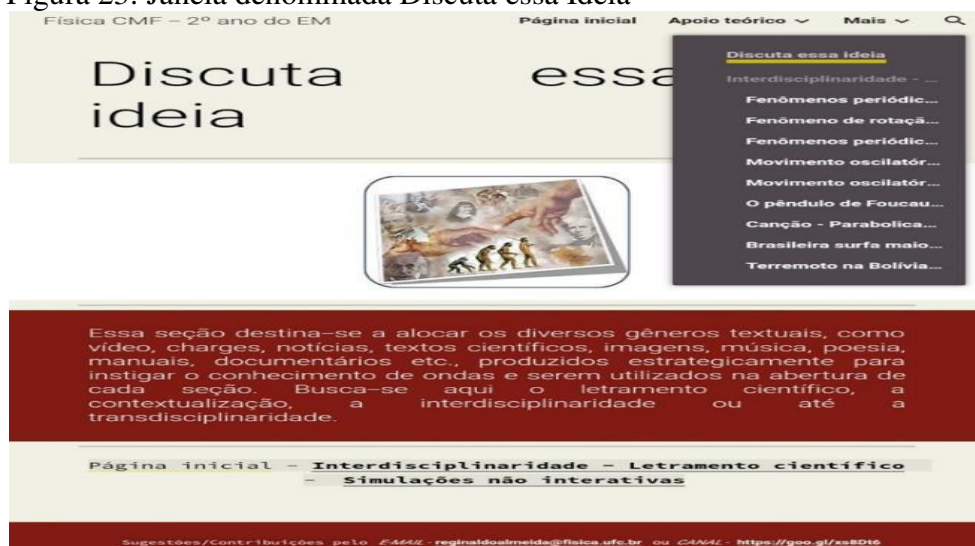 Figura 25: Janela denominada Discuta essa Ideia
Física CMF – 2º ano do EM Página inicial Apoio teórico Mais
Discuta essa
ideia
Discuta essa ideia
Interdisciplinaridade - ...
Fenômenos periódic...
Fenômeno de rotaçã...
Fenômenos periódic...
Movimento oscilatór...
Movimento oscilatór...
O pêndulo de Foucau...
Canção - Parabolica...
Brasileira surfa maio...
Terremoto na Bolívia...
Essa seção destina-se a alocar os diversos gêneros textuais, como
vídeo, charges, notícias, textos científicos, imagens, música, poesia,
manuais, documentários etc., produzidos estrategicamente para
instigar o conhecimento de ondas e serem utilizados na abertura de
cada seção. Busca-se aqui o letramento científico, a
contextualização, a interdisciplinaridade ou até a
transdisciplinaridade.
Página inicial - Interdisciplinaridade - Letramento científico
- Simulações não interativas
Sugestões/Contribuições pelo E-MAIL - reginaldoalmeida@fisica.ufc.br ou CANAL - https://goo.gl/xs8Dt6